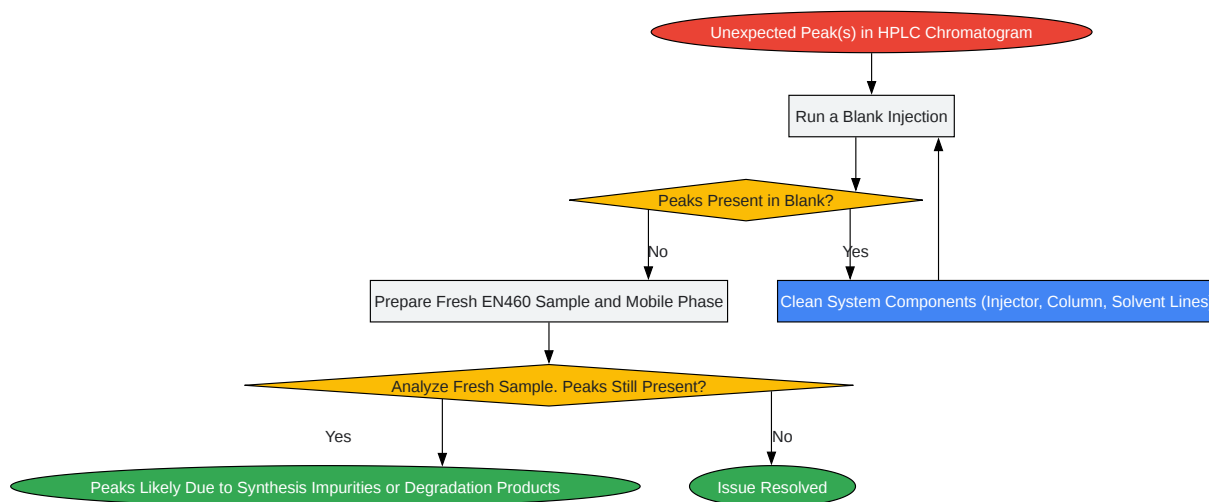 Unexpected Peak(s) in HPLC Chromatogram
Run a Blank Injection
Peaks Present in Blank?
No
Yes
Prepare Fresh EN460 Sample and Mobile Phase
Clean System Components (Injector, Column, Solvent Lines
Analyze Fresh Sample. Peaks Still Present?
Yes
No
Peaks Likely Due to Synthesis Impurities or Degradation Products
Issue Resolved